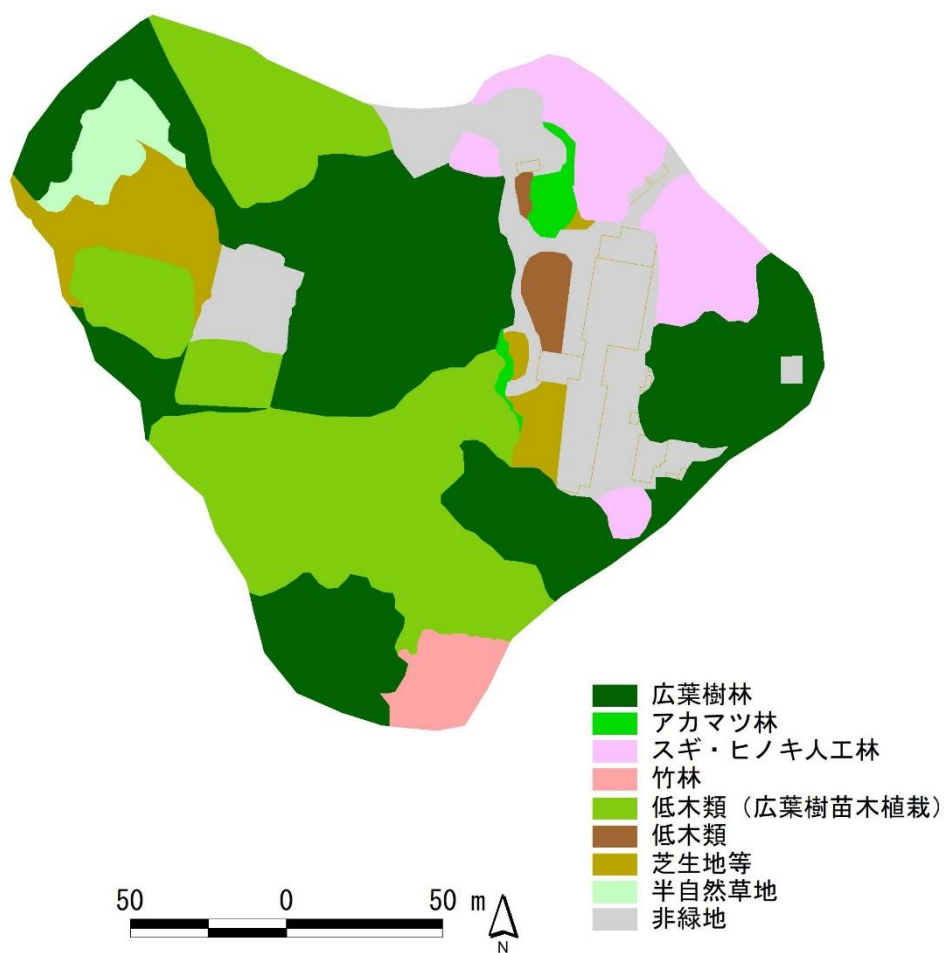 広葉樹林
アカマツ林
スギ・ヒノキ人工林
竹林
低木類（広葉樹苗木植栽）
低木類
芝生地等
半自然草地
非緑地
50 0 50 m
N